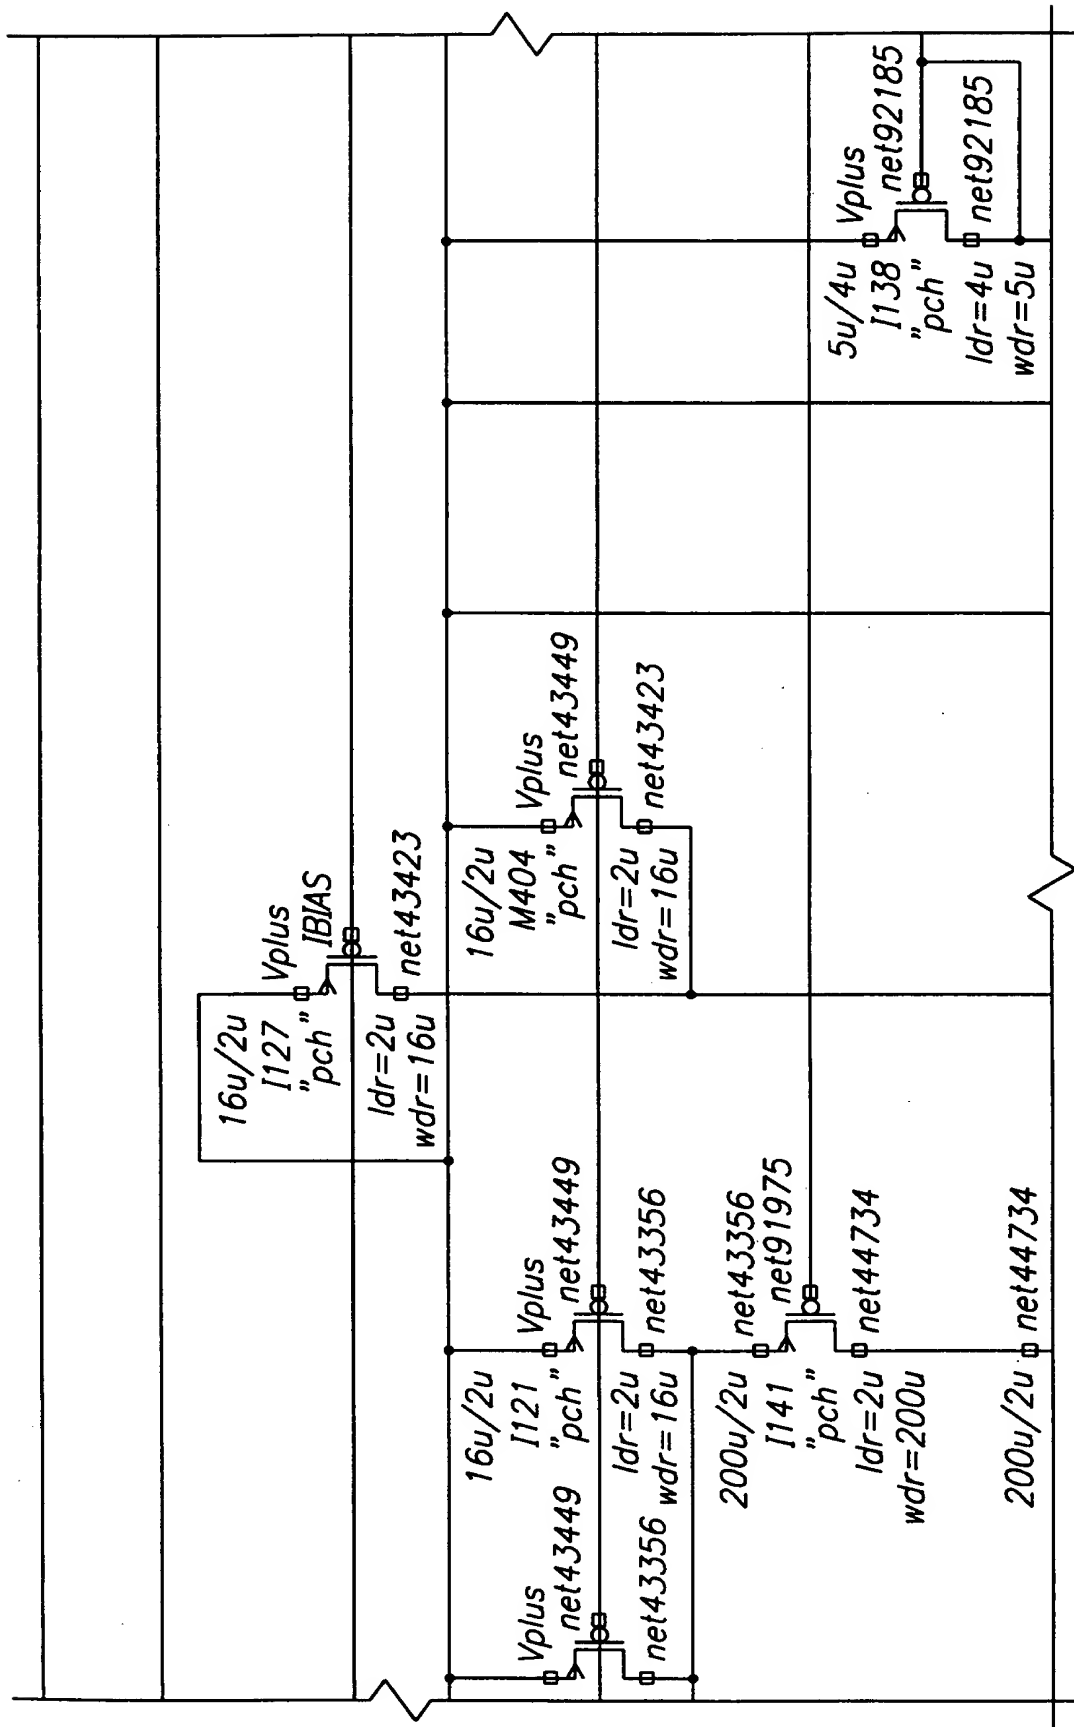 Vplus
net43449
net43356
16u/2u
I121
"pch"
ldr=2u
wdr=16u
Vplus
net43449
net43356
200u/2u
I141
"pch"
ldr=2u
wdr=200u
net43356
net91975
net44734
200u/2u
net44734
16u/2u
I127
"pch"
ldr=2u
wdr=16u
Vplus
IBIAS
net43423
16u/2u
M404
"pch"
ldr=2u
wdr=16u
Vplus
net43449
net43423
5u/4u
I138
"pch"
ldr=4u
wdr=5u
Vplus
net92185
net92185